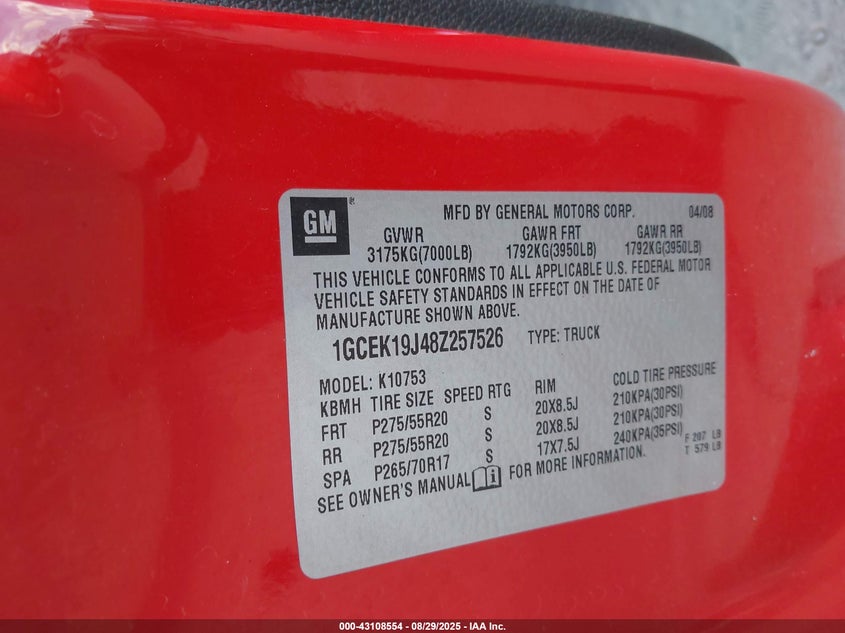 GM
MFD BY GENERAL MOTORS CORP. 04/08
GVWR GAWR FRT GAWR RR
3175KG(7000LB) 1792KG(3950LB) 1792KG(3950LB)
THIS VEHICLE CONFORMS TO ALL APPLICABLE U.S. FEDERAL MOTOR
VEHICLE SAFETY STANDARDS IN EFFECT ON THE DATE OF
MANUFACTURE SHOWN ABOVE.
1GCEK19J48Z257526 TYPE: TRUCK
MODEL: K10753
KBMH TIRE SIZE SPEED RTG RIM COLD TIRE PRESSURE
FRT P275/55R20 S 20X8.5J 210KPA(30PSI)
RR P275/55R20 S 20X8.5J 210KPA(30PSI)
SPA P265/70R17 S 17X7.5J 240KPA(35PSI) F 207 LB
T 579 LB
SEE OWNER'S MANUAL i FOR MORE INFORMATION.
000-43108554 - 08/29/2025 - IAA Inc.